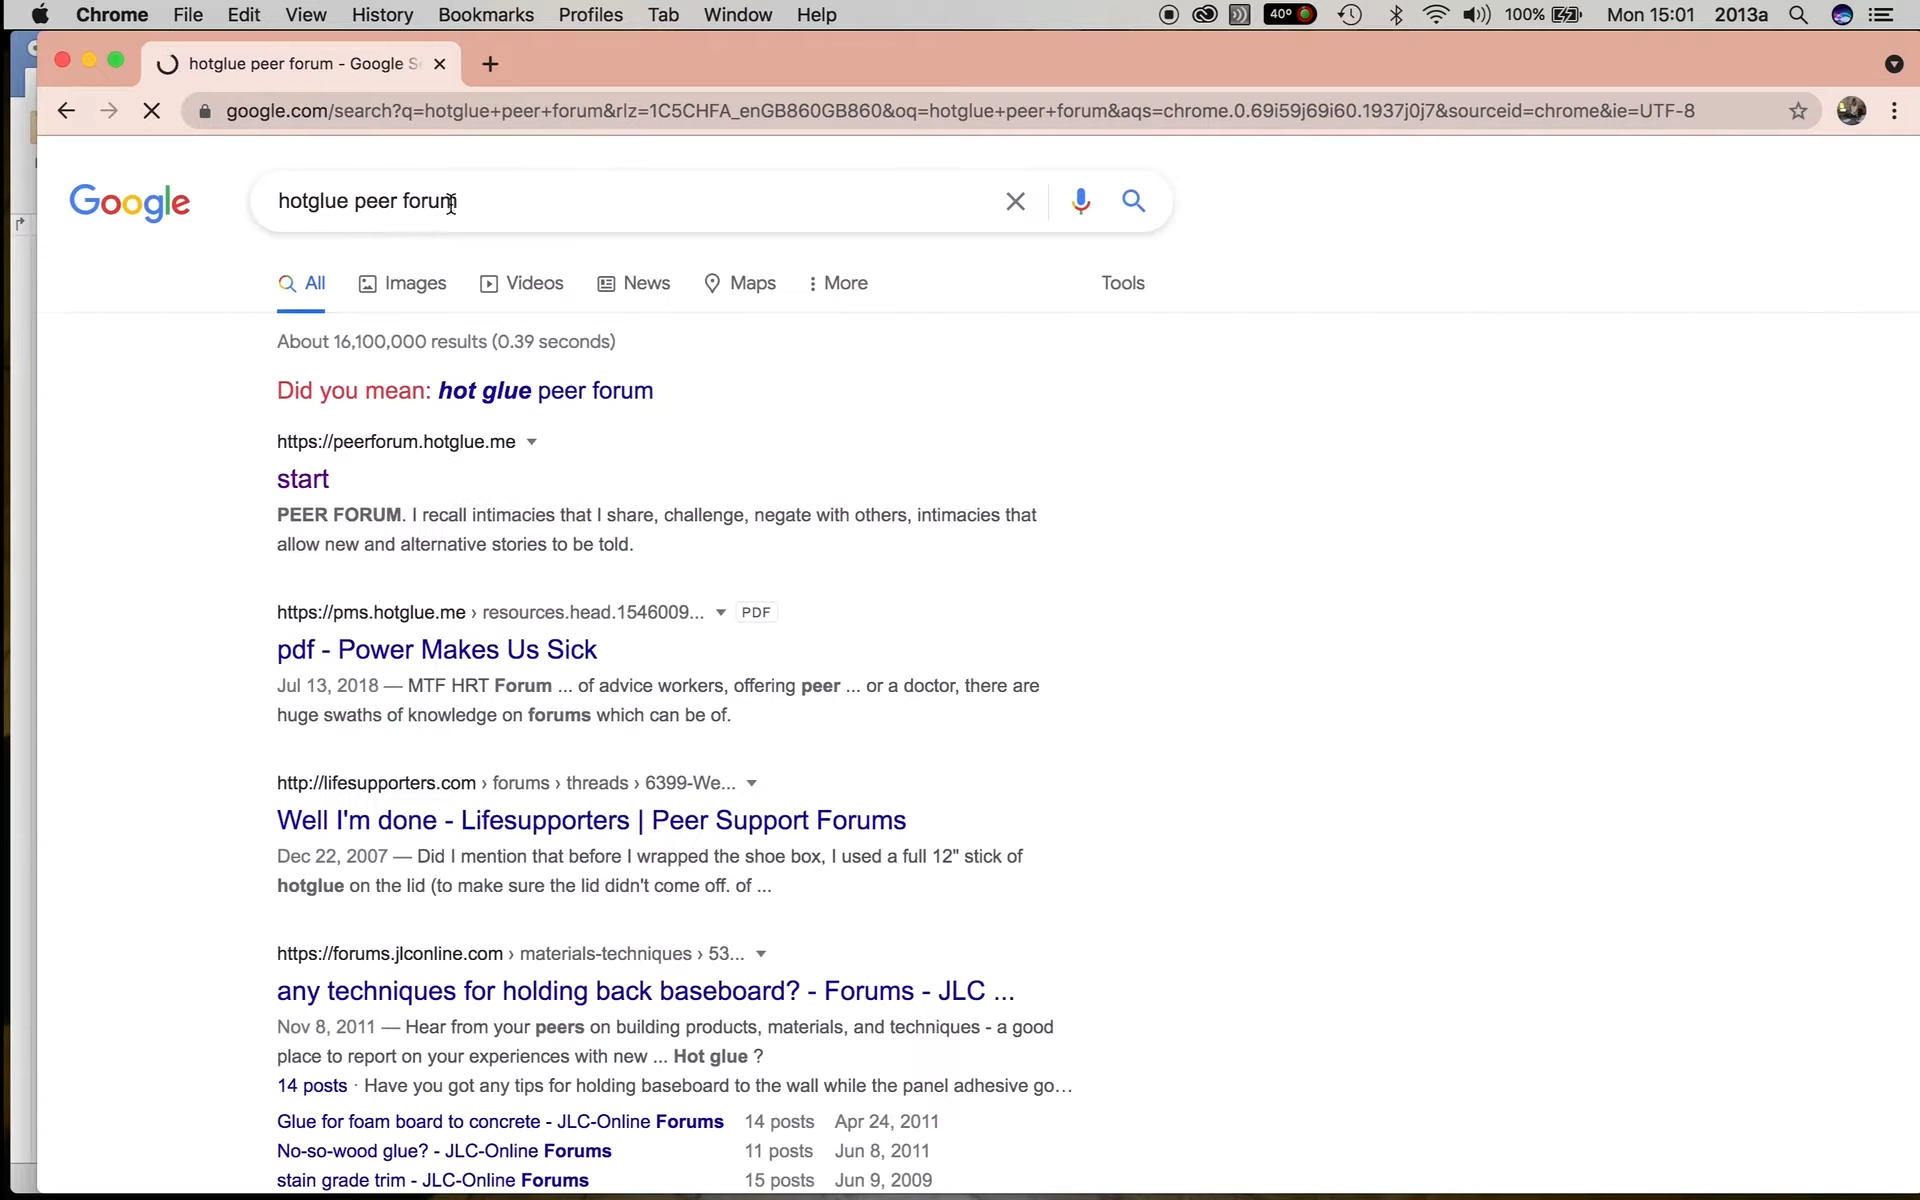 Chrome File Edit View History Bookmarks Profiles Tab Window Help 40° 100% Mon 15:01 2013a
hotglue peer forum - Google S
google.com/search?q=hotglue+peer+forum&rlz=1C5CHFA_enGB860GB860&oq=hotglue+peer+forum&aqs=chrome.0.69i59j69i60.1937j0j7&sourceid=chrome&ie=UTF-8
Google hotglue peer forum
All Images Videos News Maps More Tools
About 16,100,000 results (0.39 seconds)
Did you mean: hot glue peer forum
https://peerforum.hotglue.me
start
PEER FORUM. I recall intimacies that I share, challenge, negate with others, intimacies that
allow new and alternative stories to be told.
https://pms.hotglue.me › resources.head.1546009... PDF
pdf - Power Makes Us Sick
Jul 13, 2018 — MTF HRT Forum ... of advice workers, offering peer ... or a doctor, there are
huge swaths of knowledge on forums which can be of.
http://lifesupporters.com › forums › threads › 6399-We...
Well I'm done - Lifesupporters | Peer Support Forums
Dec 22, 2007 — Did I mention that before I wrapped the shoe box, I used a full 12" stick of
hotglue on the lid (to make sure the lid didn't come off. of ...
https://forums.jlconline.com › materials-techniques › 53...
any techniques for holding back baseboard? - Forums - JLC ...
Nov 8, 2011 — Hear from your peers on building products, materials, and techniques - a good
place to report on your experiences with new ... Hot glue ?
14 posts · Have you got any tips for holding baseboard to the wall while the panel adhesive go...
Glue for foam board to concrete - JLC-Online Forums 14 posts Apr 24, 2011
No-so-wood glue? - JLC-Online Forums 11 posts Jun 8, 2011
stain grade trim - JLC-Online Forums 15 posts Jun 9, 2009